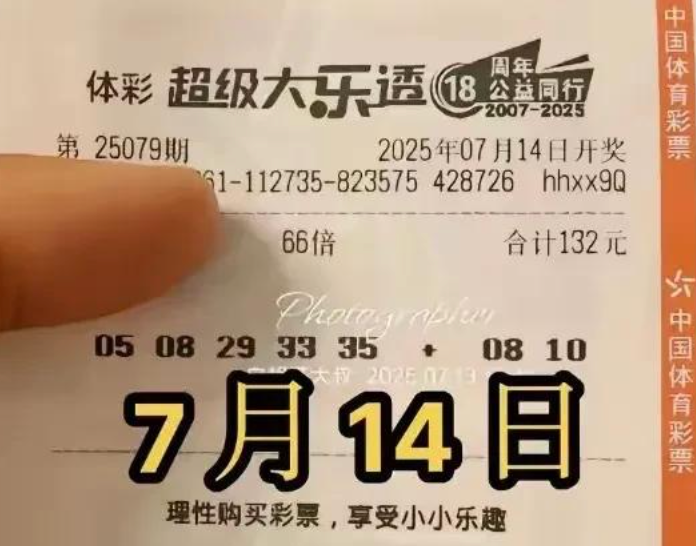 体彩 超级大乐透 18 周年 公益同行 2007-2025
第 25079期 2025年07月14日开奖
61-112735-823575 428726 hhxx9Q
66倍 合计132元
Photographer
05 08 29 33 35 + 08 10
大叔 2025.07.13
7月14日
理性购买彩票，享受小小乐趣
中国体育彩票
中国体育彩票